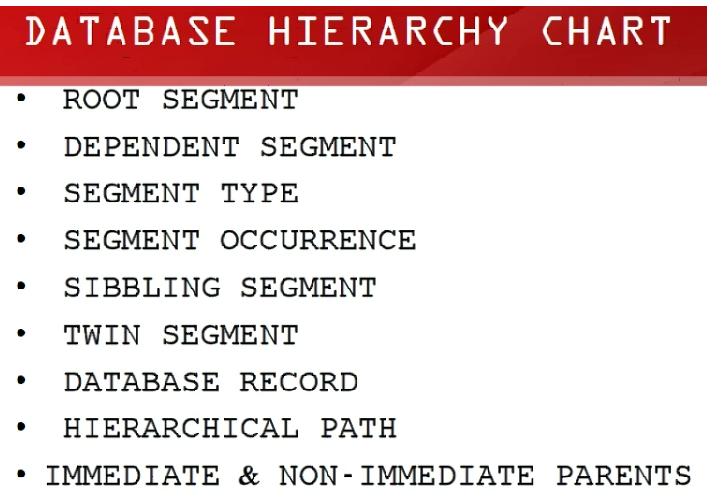 DATABASE HIERARCHY CHART
• ROOT SEGMENT
• DEPENDENT SEGMENT
• SEGMENT TYPE
• SEGMENT OCCURRENCE
• SIBBLING SEGMENT
• TWIN SEGMENT
• DATABASE RECORD
• HIERARCHICAL PATH
• IMMEDIATE & NON-IMMEDIATE PARENTS